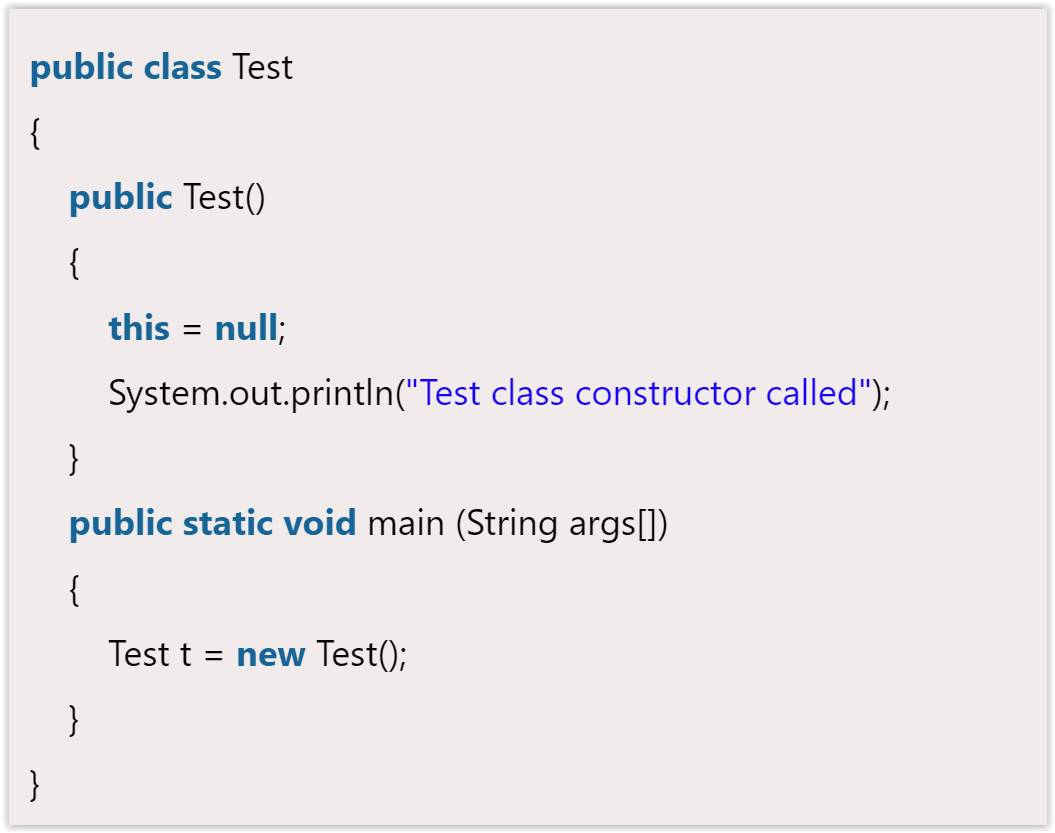 public class Test
{
public Test()
{
this = null;
System.out.println("Test class constructor called");
}
public static void main (String args[])
{
Test t = new Test();
}
}